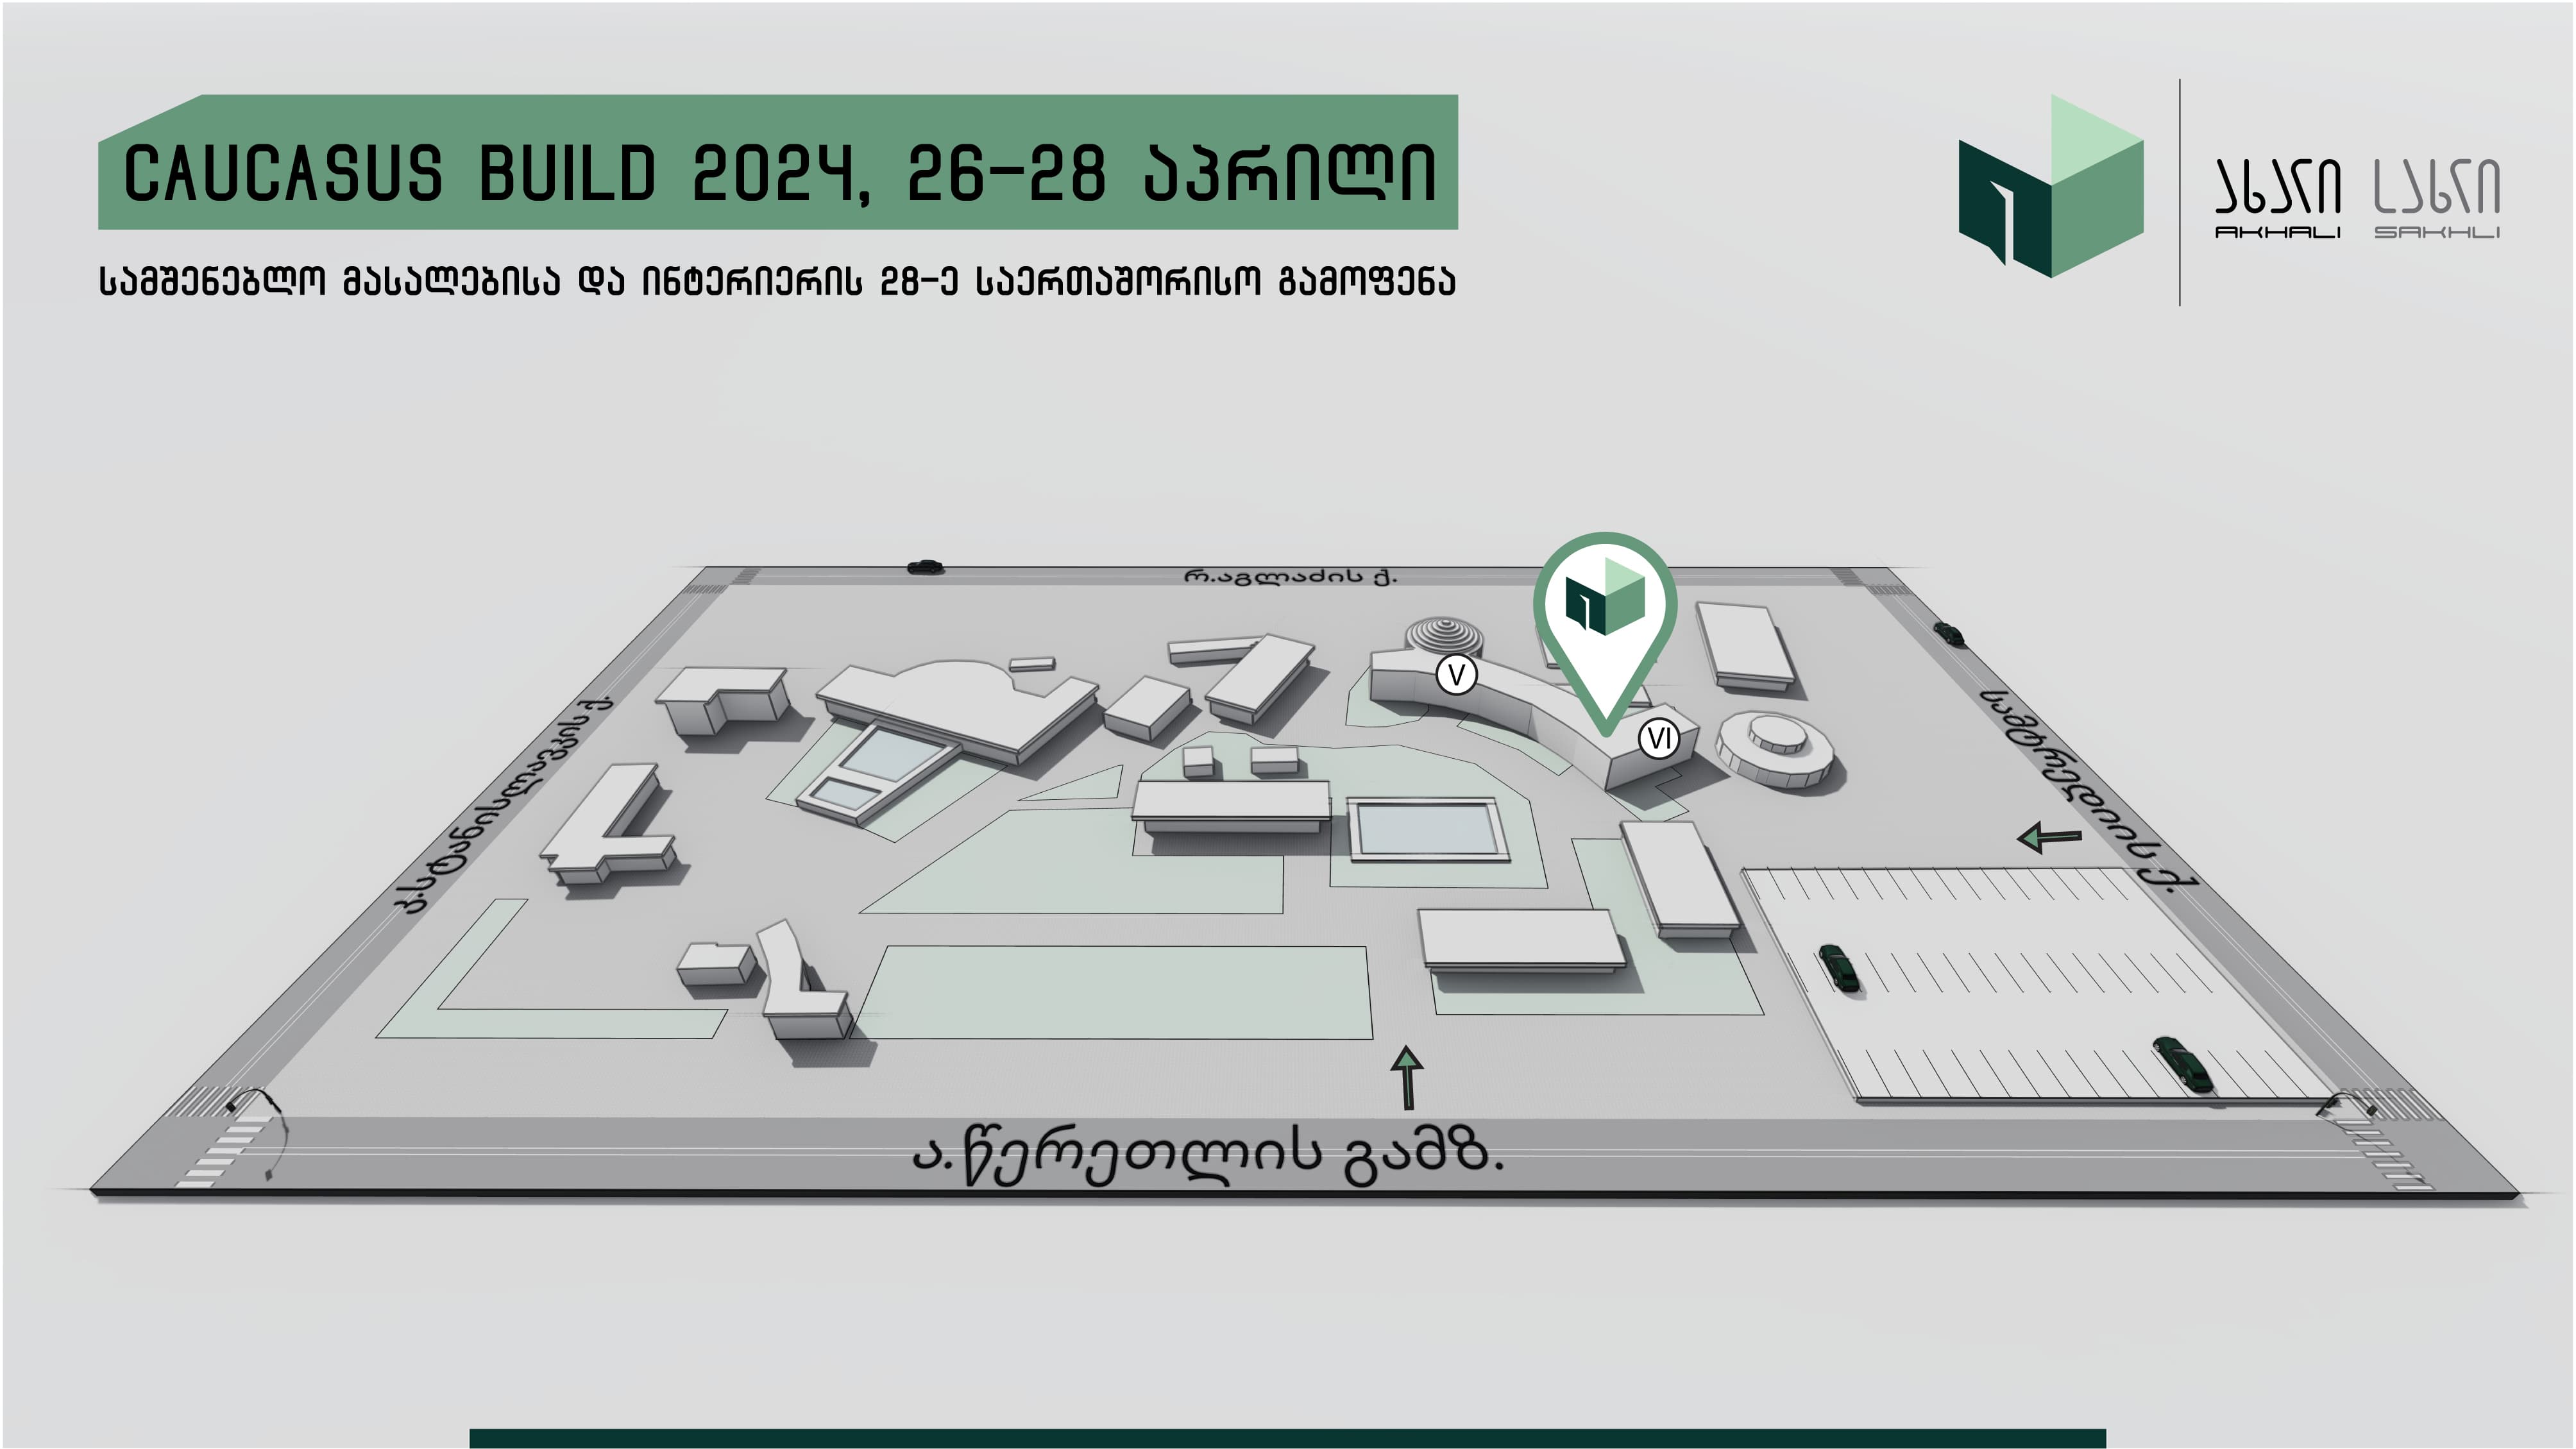 CAUCASUS BUILD 2024, 26-28 აპრილი
სამშენებლო მასალებისა და ინტერიერის 28-ე საერთაშორისო გამოფენა
ახალი სახლი
AKHALI SAKHLI
რ.აგლაძის ქ.
V
VI
კ.სტანისლავკის ქ.
სამტრედიის ქ.
ა.წერეთლის გამზ.